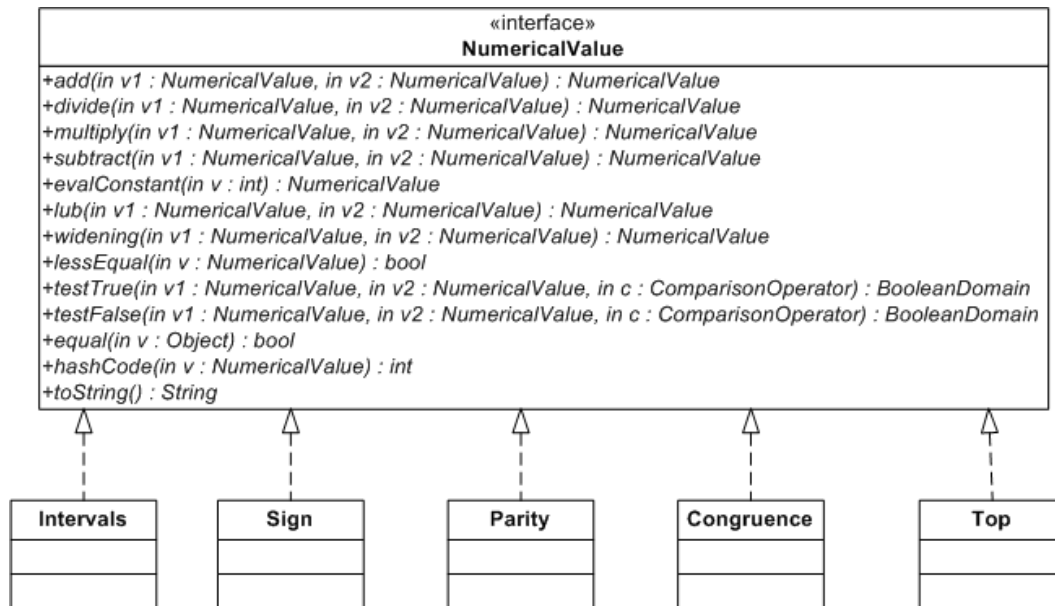 «interface»
NumericalValue
+add(in v1 : NumericalValue, in v2 : NumericalValue) : NumericalValue
+divide(in v1 : NumericalValue, in v2 : NumericalValue) : NumericalValue
+multiply(in v1 : NumericalValue, in v2 : NumericalValue) : NumericalValue
+subtract(in v1 : NumericalValue, in v2 : NumericalValue) : NumericalValue
+evalConstant(in v : int) : NumericalValue
+lub(in v1 : NumericalValue, in v2 : NumericalValue) : NumericalValue
+widening(in v1 : NumericalValue, in v2 : NumericalValue) : NumericalValue
+lessEqual(in v : NumericalValue) : bool
+testTrue(in v1 : NumericalValue, in v2 : NumericalValue, in c : ComparisonOperator) : BooleanDomain
+testFalse(in v1 : NumericalValue, in v2 : NumericalValue, in c : ComparisonOperator) : BooleanDomain
+equal(in v : Object) : bool
+hashCode(in v : NumericalValue) : int
+toString() : String
Intervals
Sign
Parity
Congruence
Top